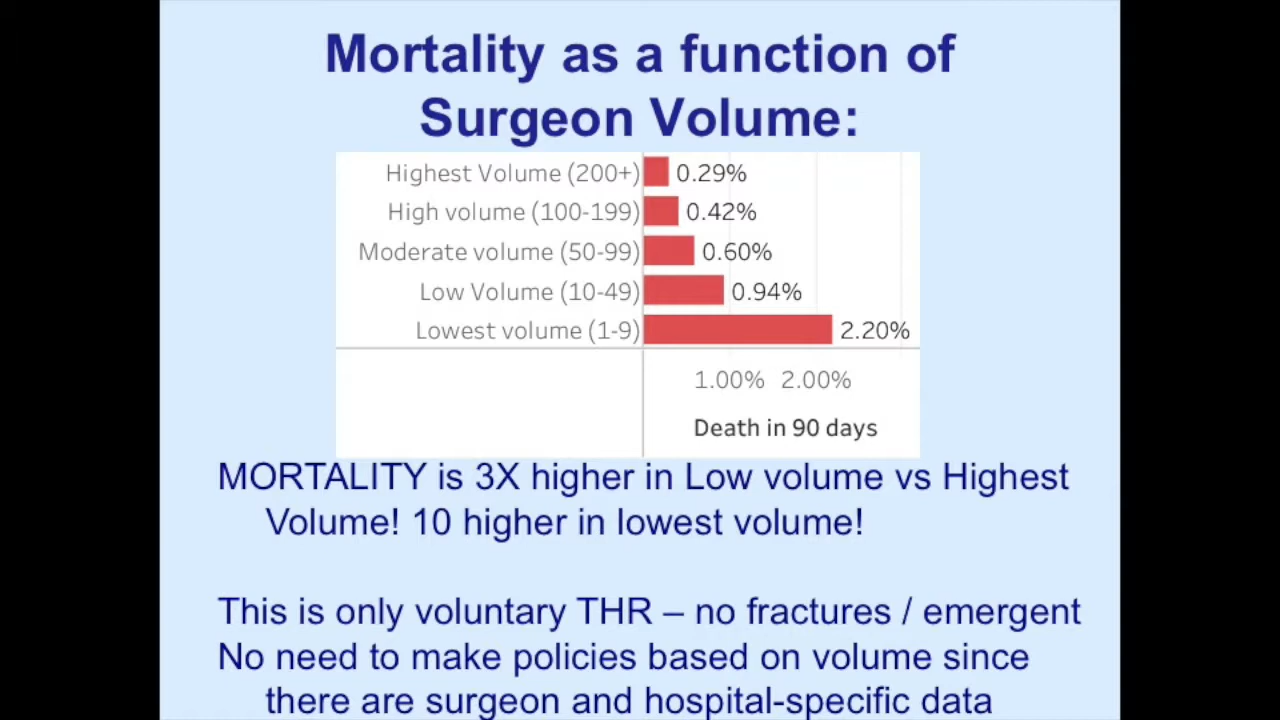 Mortality as a function of
Surgeon Volume:
Highest Volume (200+) 0.29%
High volume (100-199) 0.42%
Moderate volume (50-99) 0.60%
Low Volume (10-49) 0.94%
Lowest volume (1-9) 2.20%
1.00% 2.00%
Death in 90 days
MORTALITY is 3X higher in Low volume vs Highest
Volume! 10 higher in lowest volume!
This is only voluntary THR – no fractures / emergent
No need to make policies based on volume since
there are surgeon and hospital-specific data